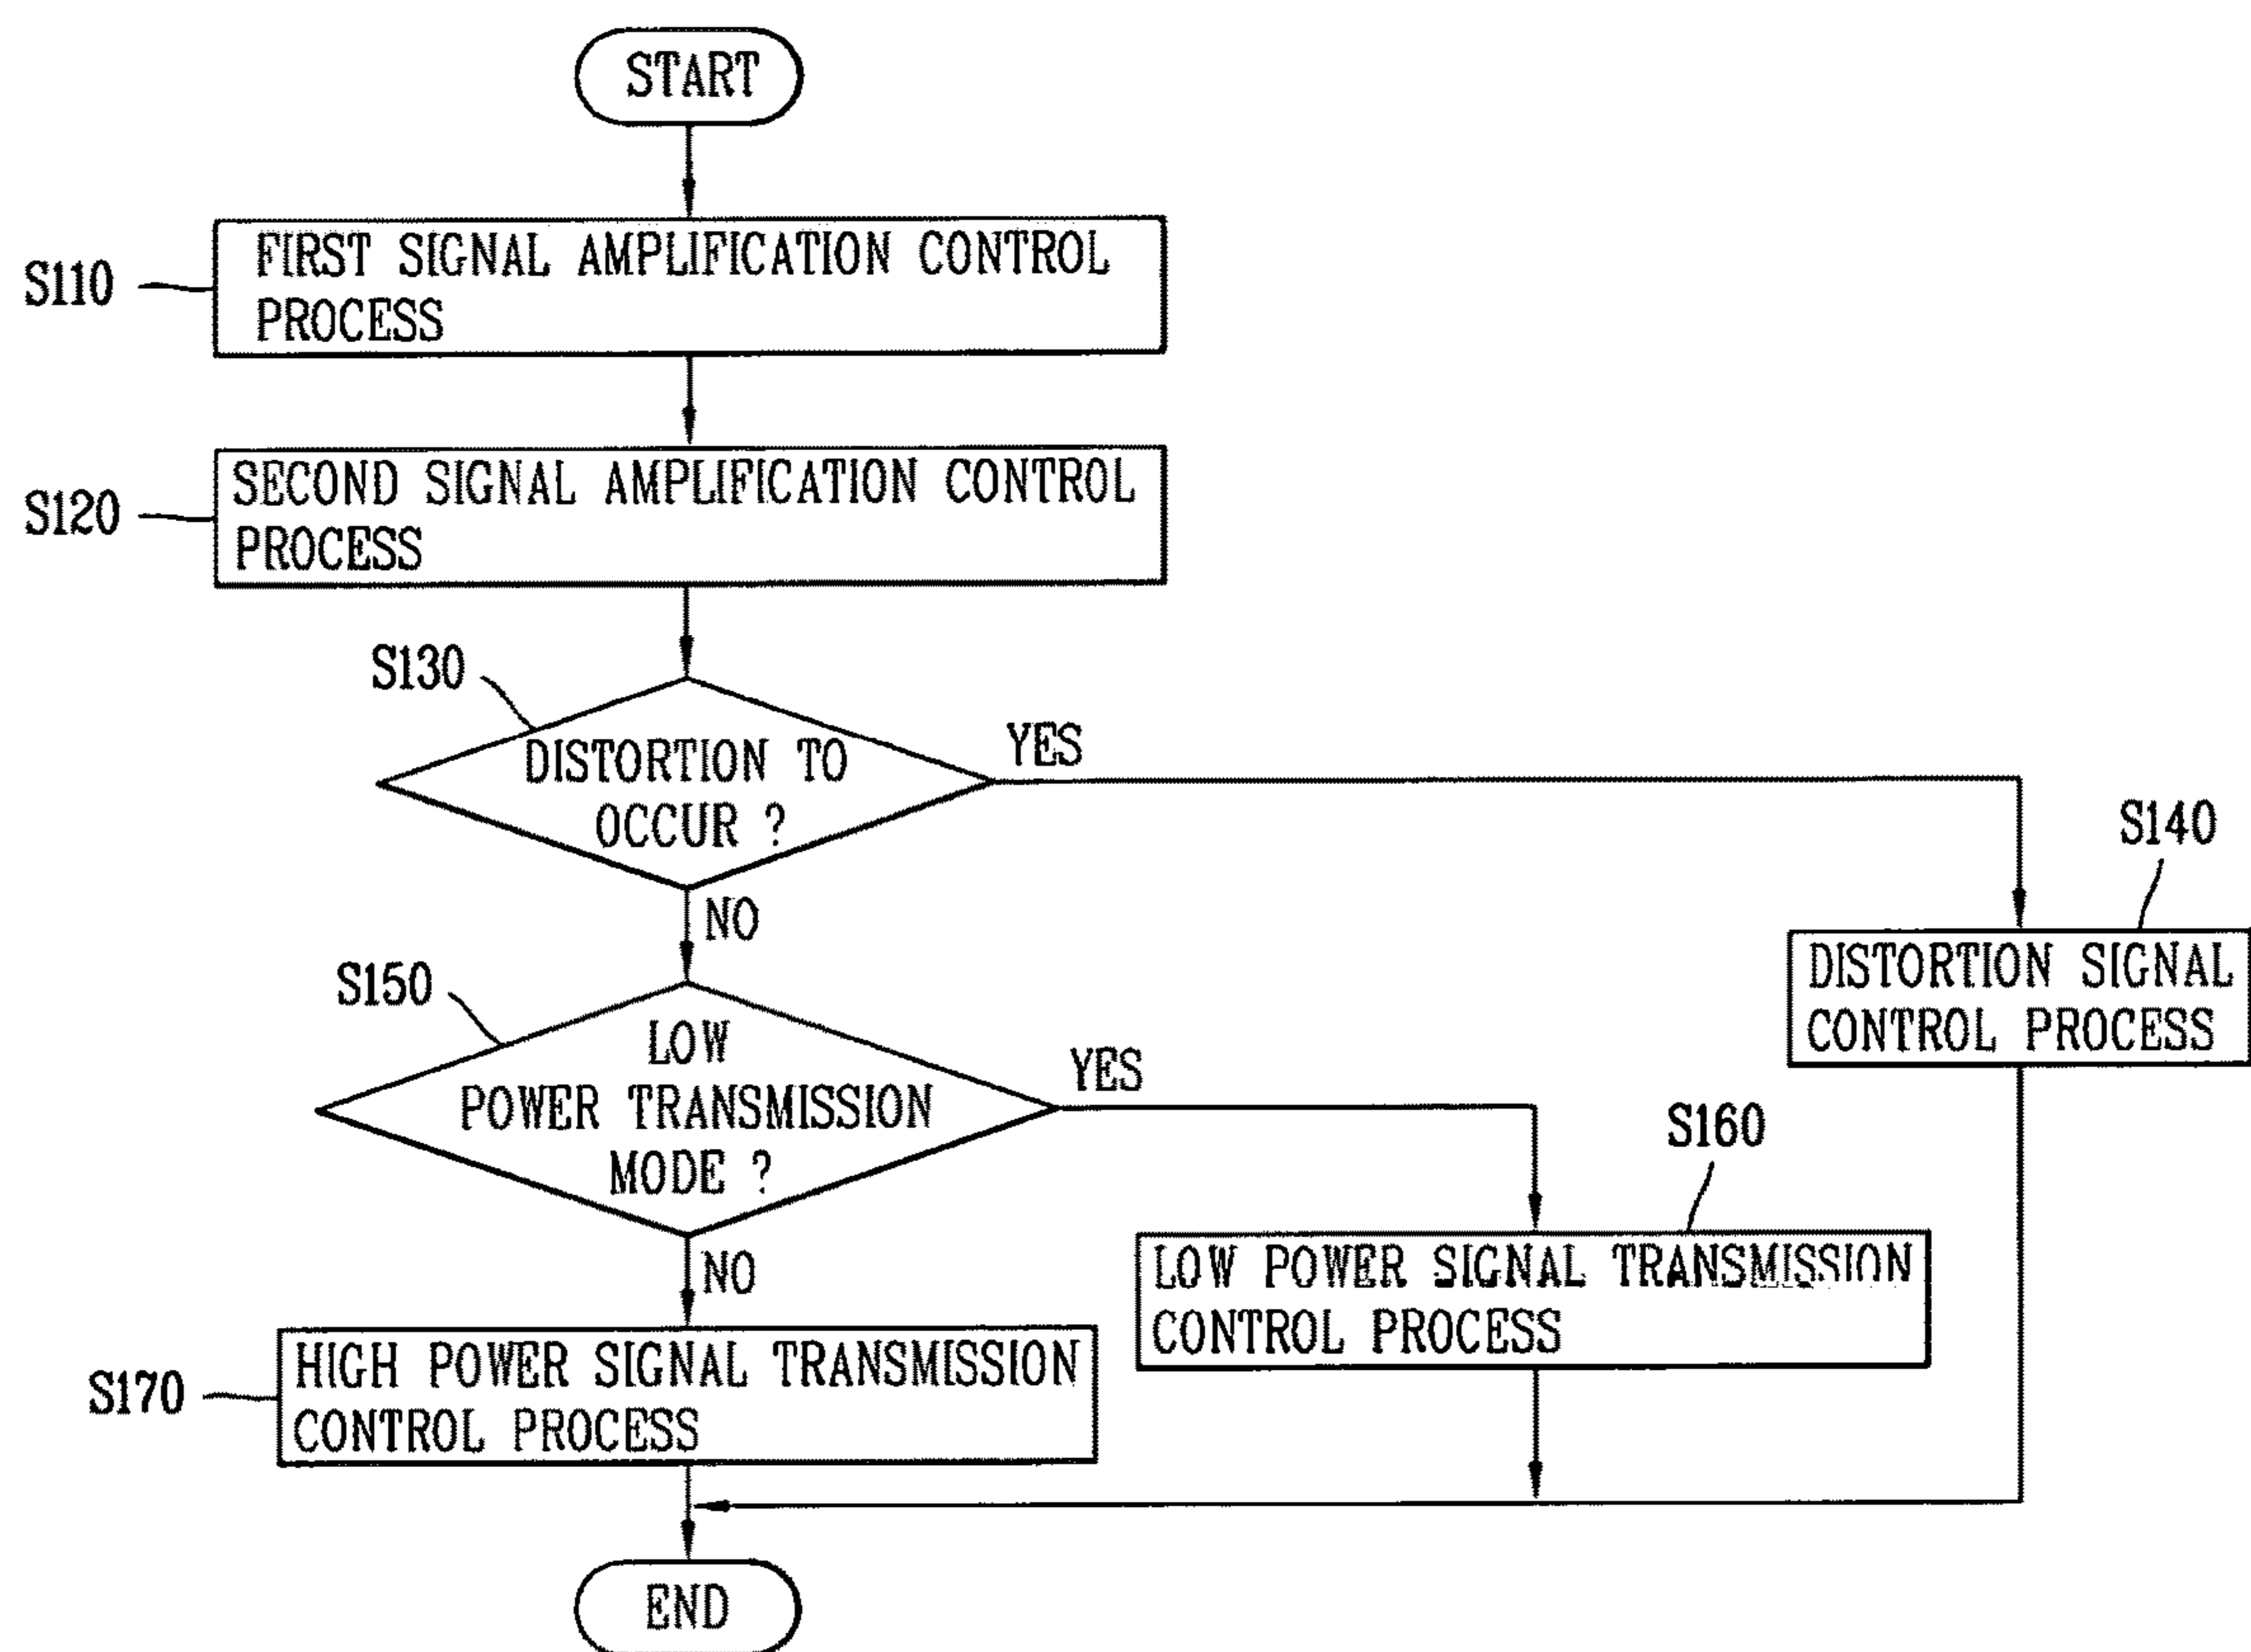 START
S110
FIRST SIGNAL AMPLIFICATION CONTROL
PROCESS
S120
SECOND SIGNAL AMPLIFICATION CONTROL
PROCESS
S130
DISTORTION TO
OCCUR ?
YES
NO
S140
DISTORTION SIGNAL
CONTROL PROCESS
S150
LOW
POWER TRANSMISSION
MODE ?
YES
NO
S160
LOW POWER SIGNAL TRANSMISSION
CONTROL PROCESS
S170
HIGH POWER SIGNAL TRANSMISSION
CONTROL PROCESS
END